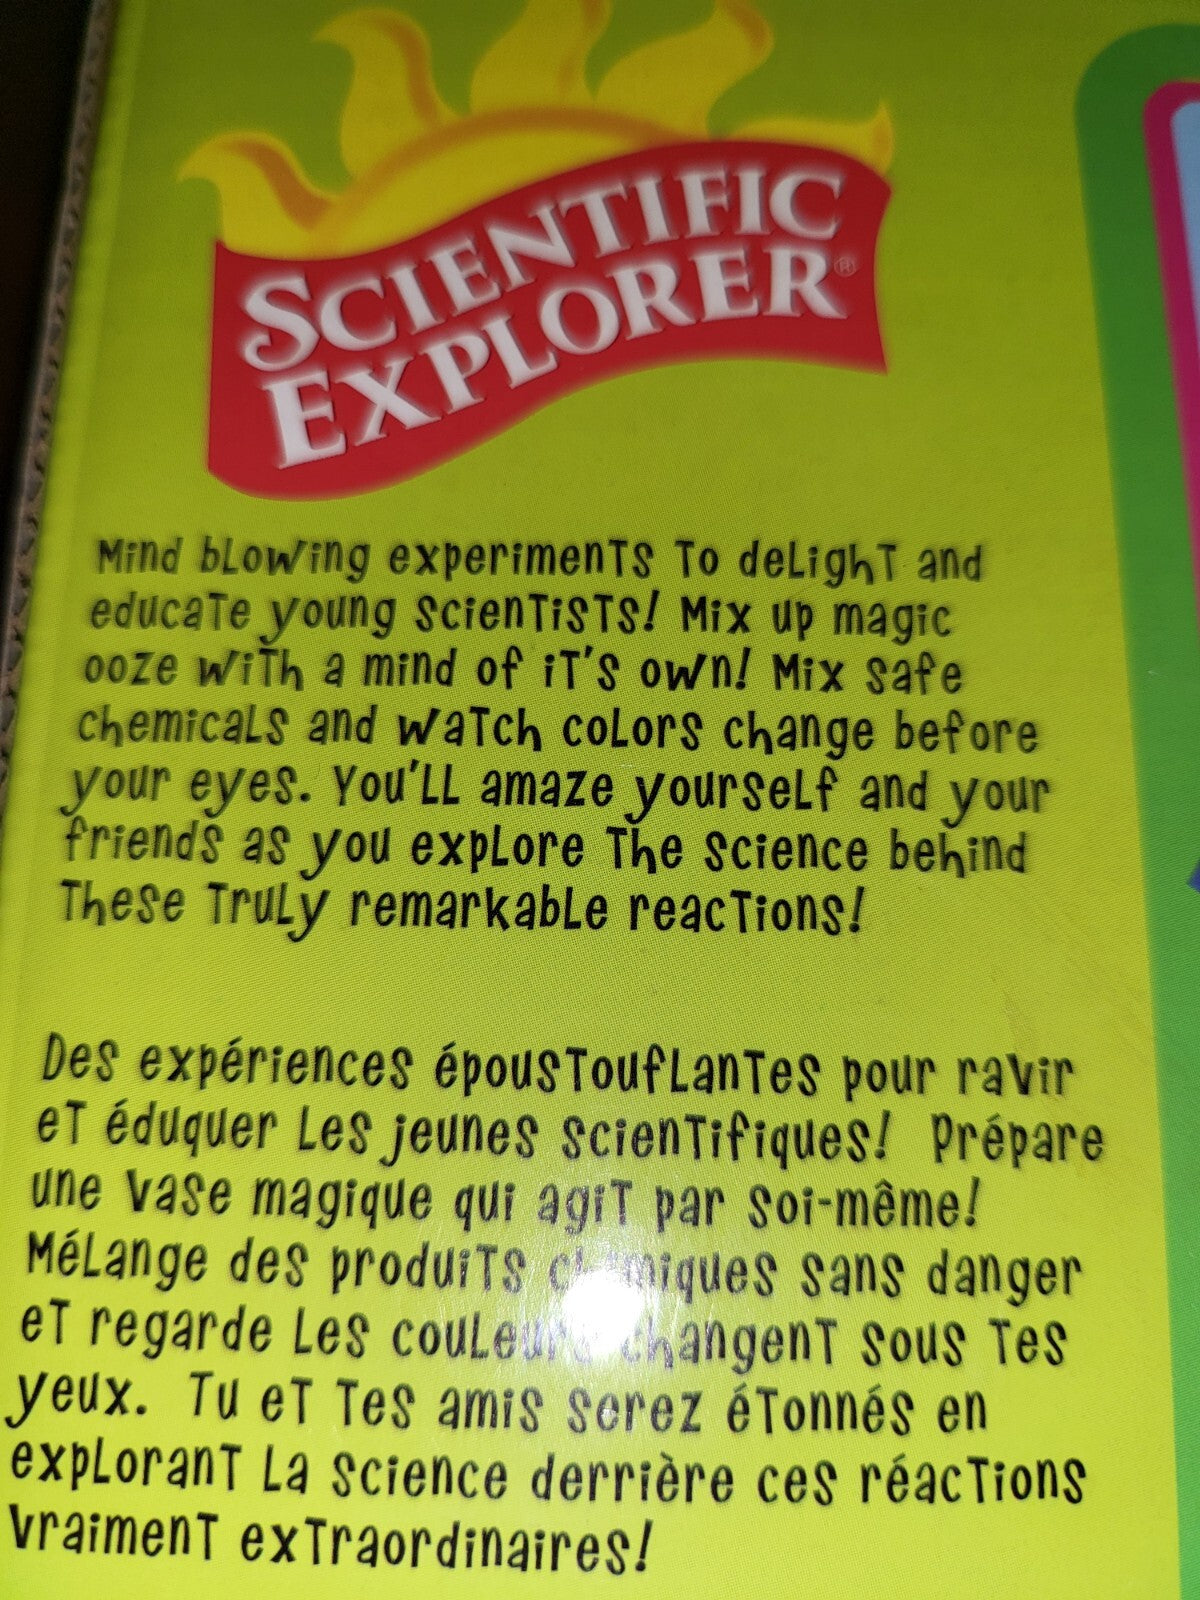 SCIENTIFIC
EXPLORER®
Mind blowing experiments to delight and
educate young scientists! Mix up magic
ooze with a mind of it's own! Mix safe
chemicals and watch colors change before
your eyes. You'll amaze yourself and your
friends as you explore the science behind
these truly remarkable reactions!
Des expériences époustouflantes pour ravir
et éduquer les jeunes scientifiques! Prépare
une vase magique qui agit par soi-même!
Mélange des produits chimiques sans danger
et regarde les couleurs changent sous tes
yeux. Tu et tes amis serez étonnés en
explorant la science derrière ces réactions
vraiment extraordinaires!